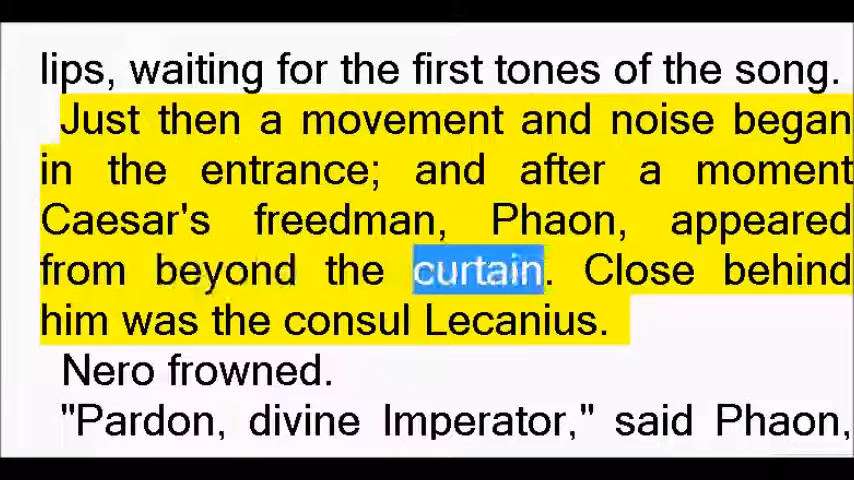 lips, waiting for the first tones of the song.
Just then a movement and noise began
in the entrance; and after a moment
Caesar's freedman, Phaon, appeared
from beyond the curtain. Close behind
him was the consul Lecanius.
Nero frowned.
"Pardon, divine Imperator," said Phaon,